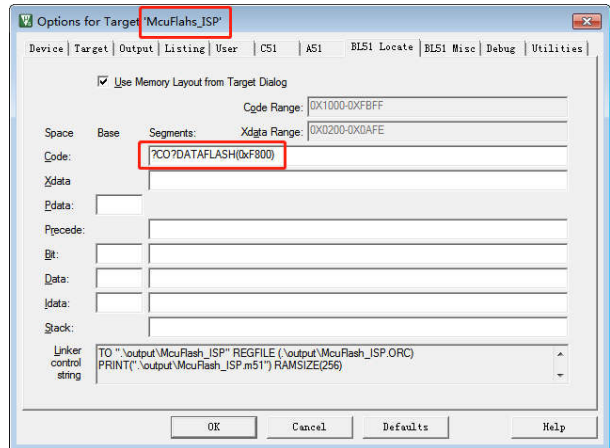 Options for Target 'McuFlahs_ISP'
Device Target Output Listing User C51 A51 BL51 Locate BL51 Misc Debug Utilities
Use Memory Layout from Target Dialog
Code Range: 0X1000-0XFBFF
Space Base Segments: Xdata Range: 0X0200-0X0AFE
Code: ?CO?DATAFLASH(0xF800)
Xdata
Pdata:
Precede:
Bit:
Data:
Idata:
Stack:
Linker control string
TO ".\output\McuFlash_ISP" REGFILE (.\output\McuFlash_ISP.ORC)
PRINT(".\output\McuFlash_ISP.m51") RAMSIZE(256)
OK Cancel Defaults Help